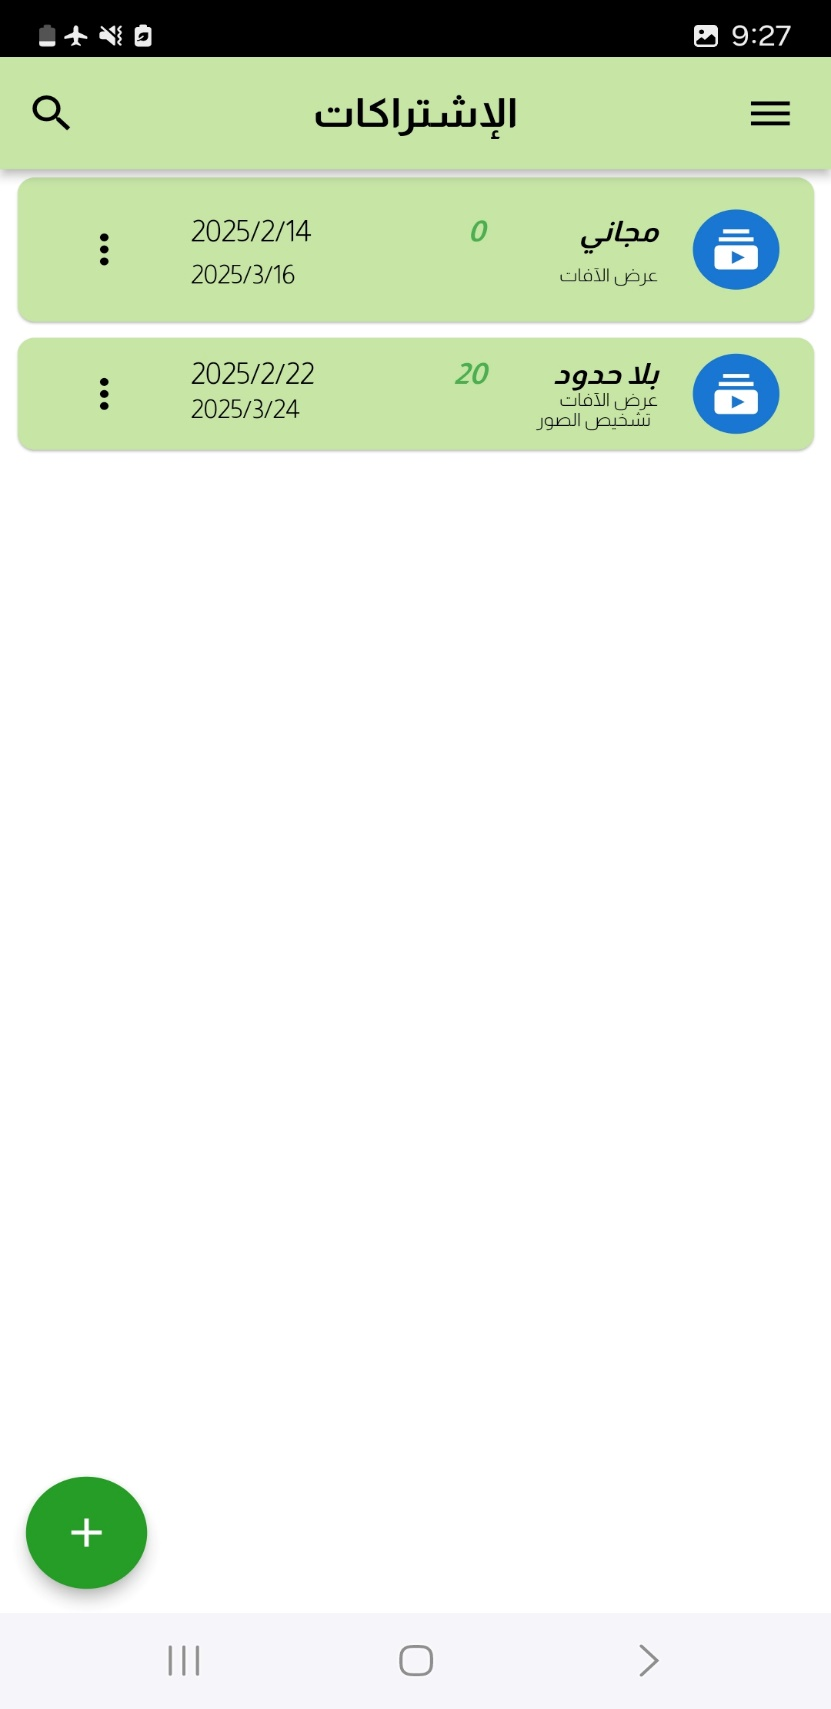 9:27
الإشتراكات
مجاني 0 2025/2/14
عرض الآفات 2025/3/16
بلا حدود 20 2025/2/22
عرض الآفات 2025/3/24
تشخيص الصور